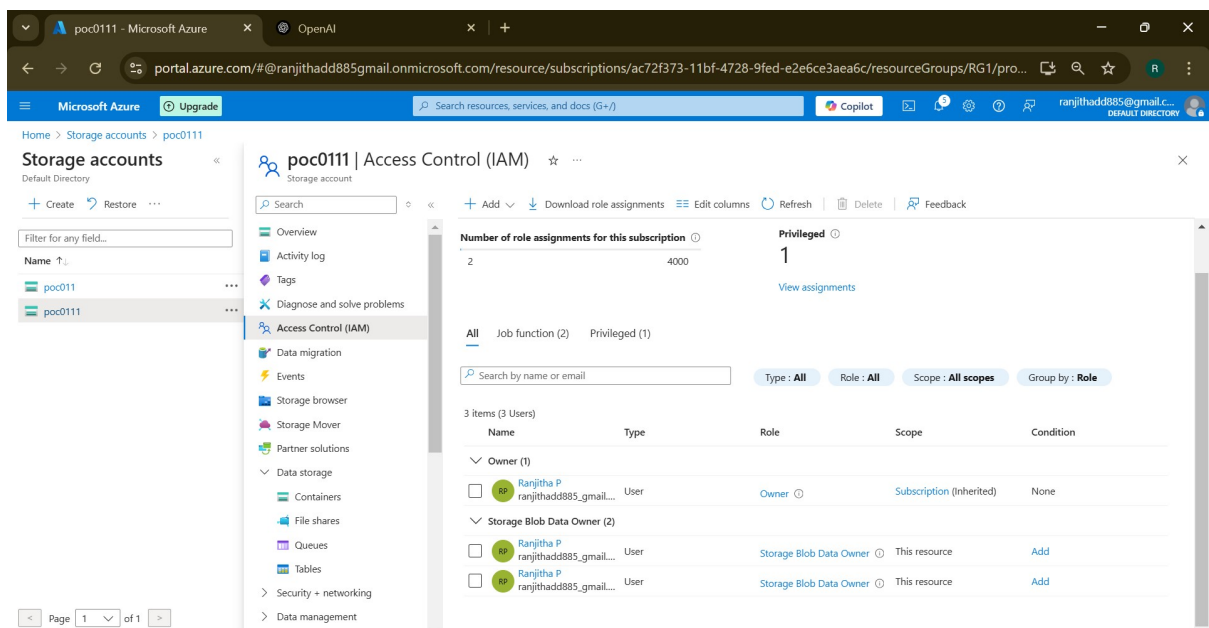 poc0111 - Microsoft Azure
OpenAI
portal.azure.com/#@ranjithadd885gmail.onmicrosoft.com/resource/subscriptions/ac72f373-11bf-4728-9fed-e2e6ce3aea6c/resourceGroups/RG1/pro...
R
Microsoft Azure
Upgrade
Search resources, services, and docs (G+/)
Copilot
5
ranjithadd885@gmail.c...
DEFAULT DIRECTORY
Home > Storage accounts > poc0111
Storage accounts
Default Directory
Create
Restore
...
Filter for any field...
Name
poc011
...
poc0111
...
Page 1 of 1
poc0111 | Access Control (IAM)
...
Storage account
Search
Overview
Activity log
Tags
Diagnose and solve problems
Access Control (IAM)
Data migration
Events
Storage browser
Storage Mover
Partner solutions
Data storage
Containers
File shares
Queues
Tables
Security + networking
Data management
Add
Download role assignments
Edit columns
Refresh
Delete
Feedback
Number of role assignments for this subscription
2 4000
Privileged
1
View assignments
All Job function (2) Privileged (1)
Search by name or email
Type : All
Role : All
Scope : All scopes
Group by : Role
3 items (3 Users)
Name Type Role Scope Condition
Owner (1)
RP Ranjitha P
ranjithadd885_gmail.... User Owner Subscription (Inherited) None
Storage Blob Data Owner (2)
RP Ranjitha P
ranjithadd885_gmail.... User Storage Blob Data Owner This resource Add
RP Ranjitha P
ranjithadd885_gmail.... User Storage Blob Data Owner This resource Add